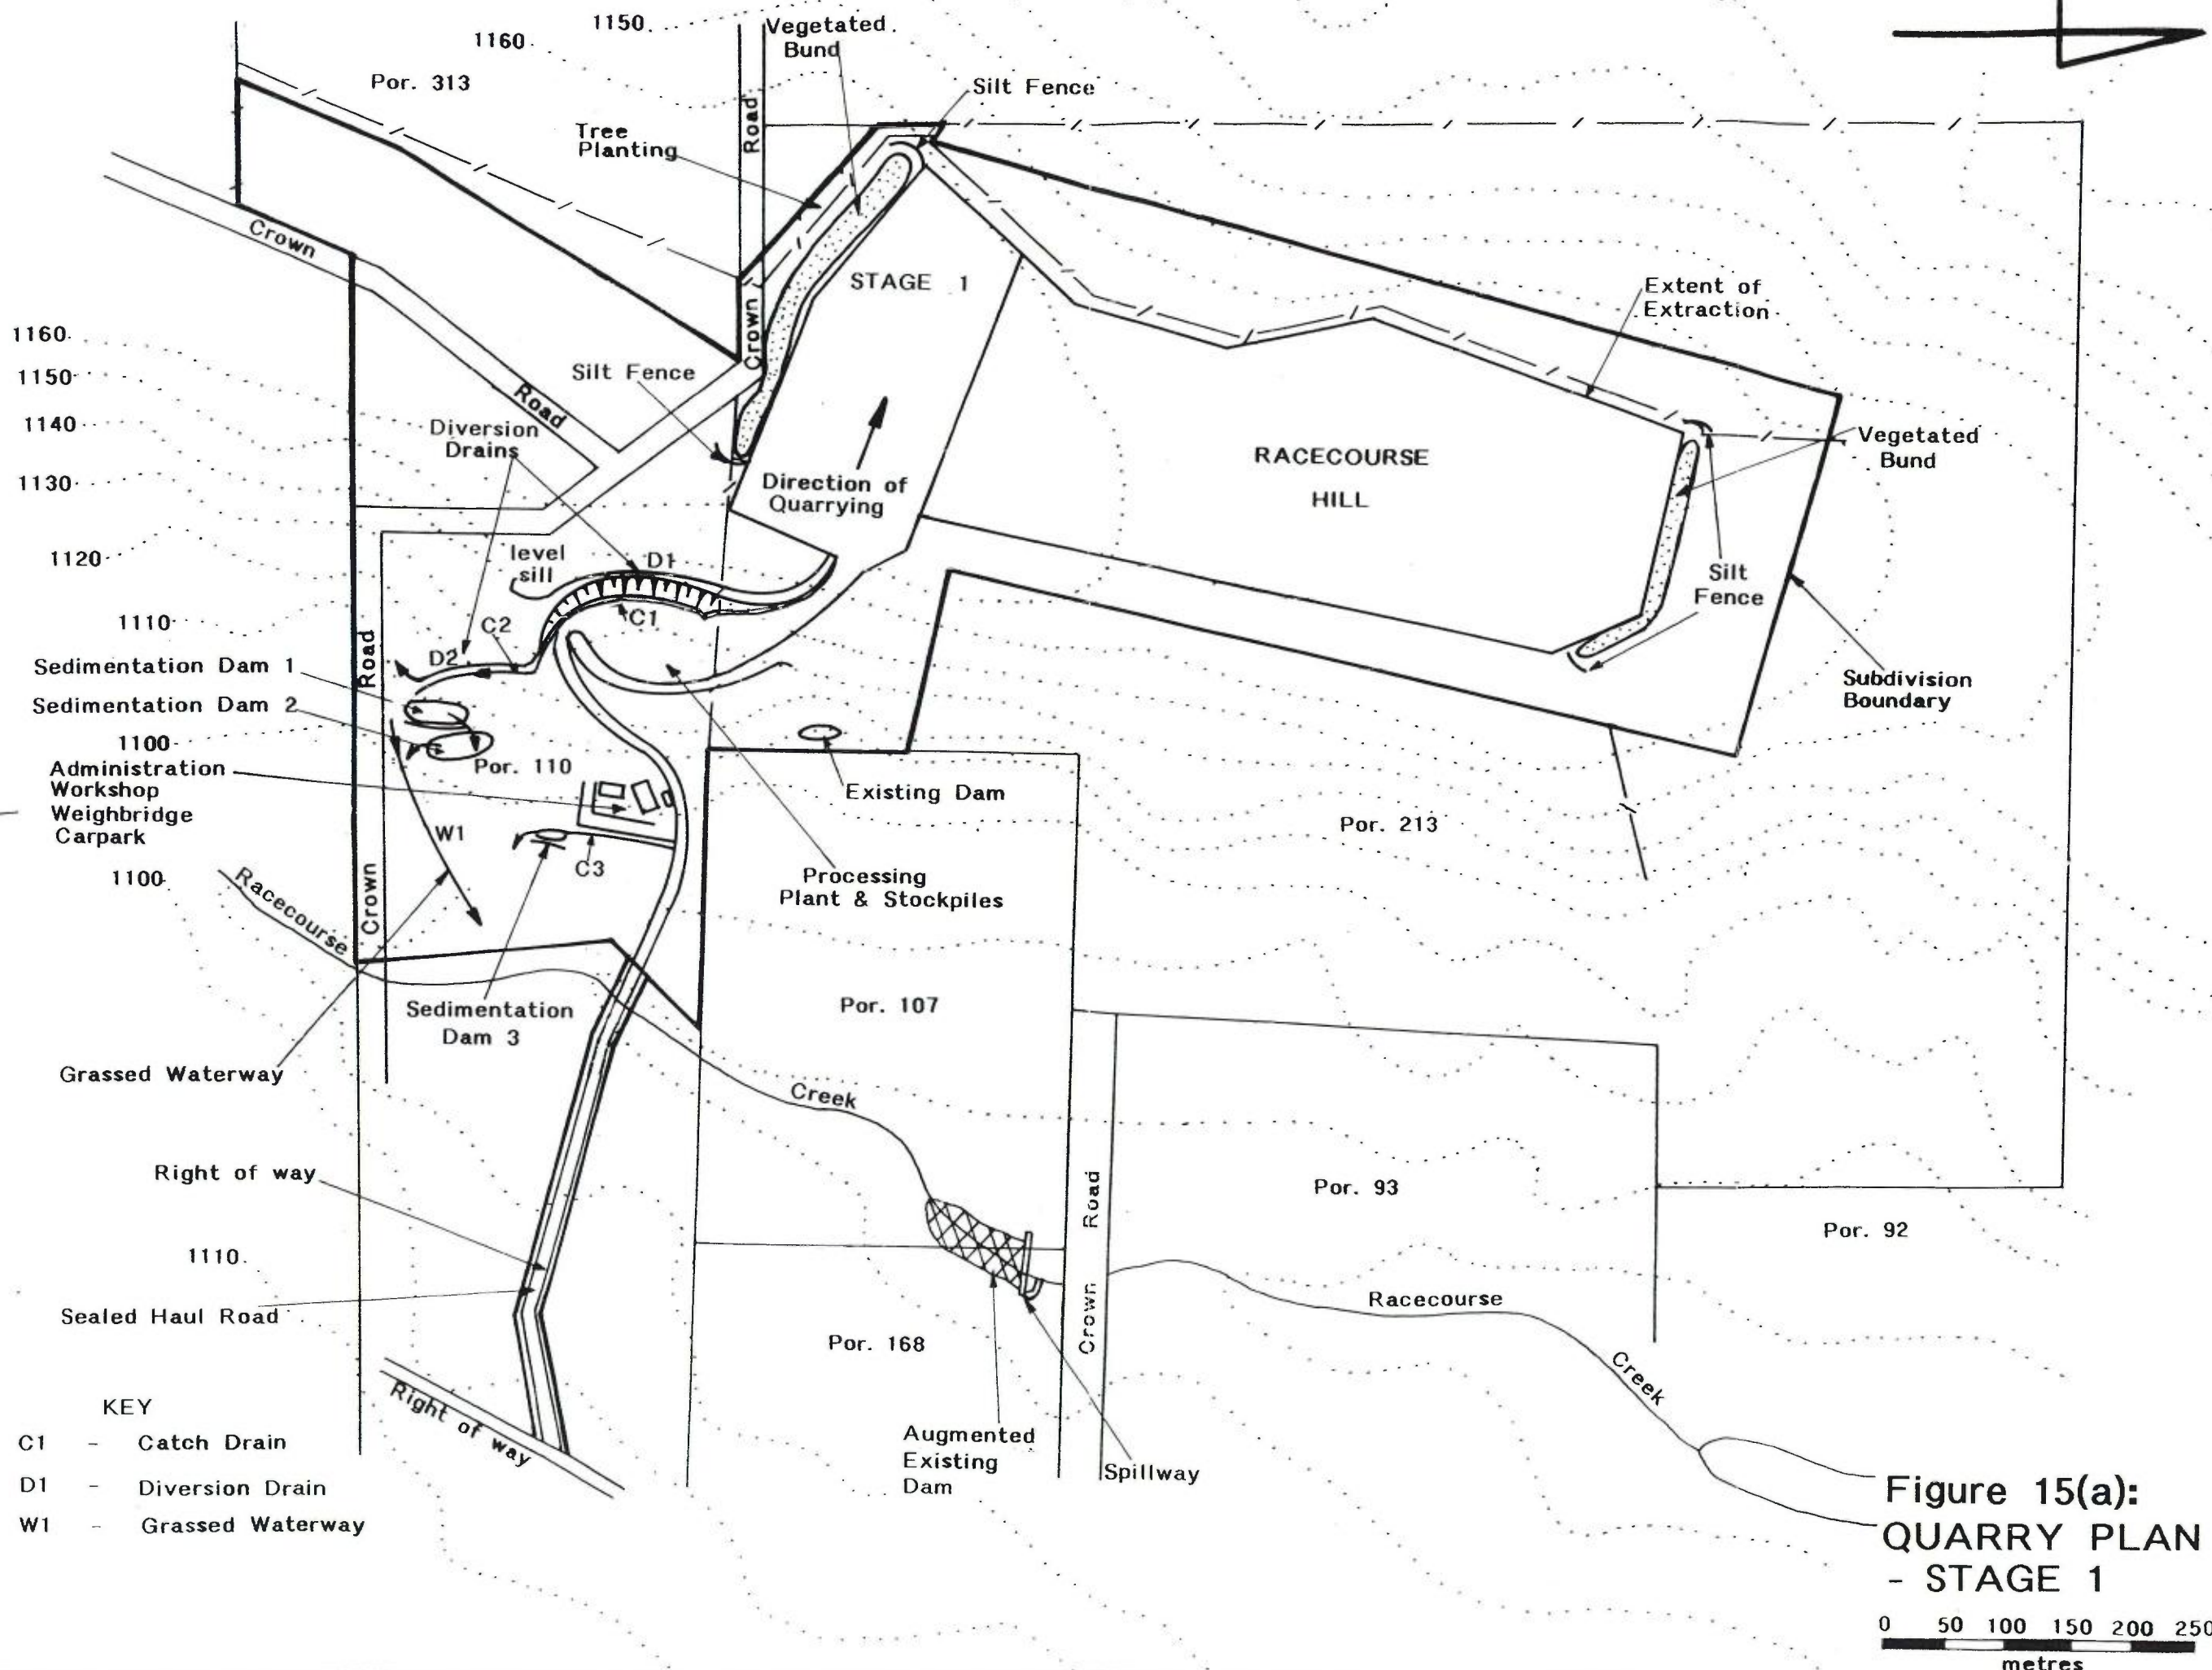 1150
Vegetated
Bund
1160
Por. 313
Silt Fence
Road
Tree
Planting
Crown
STAGE 1
Extent of
Extraction
Crown
1160
1150
Silt Fence
Road
1140
Diversion
Drains
RACECOURSE
HILL
Vegetated
Bund
1130
Direction of
Quarrying
1120
level
sill
D1
Silt
Fence
1110
C2
C1
Road
D2
Sedimentation Dam 1
Subdivision
Boundary
Sedimentation Dam 2
1100
Por. 110
Administration
Workshop
Weighbridge
Carpark
Existing Dam
Por. 213
W1
C3
1100
Racecourse
Crown
Processing
Plant & Stockpiles
Sedimentation
Dam 3
Por. 107
Grassed Waterway
Creek
Right of way
Road
Por. 93
Por. 92
1110
Sealed Haul Road
Crown
Racecourse
Por. 168
Creek
Right of way
KEY
C1 - Catch Drain
D1 - Diversion Drain
W1 - Grassed Waterway
Augmented
Existing
Dam
Spillway
Figure 15(a):
QUARRY PLAN
- STAGE 1
0 50 100 150 200 250
metres